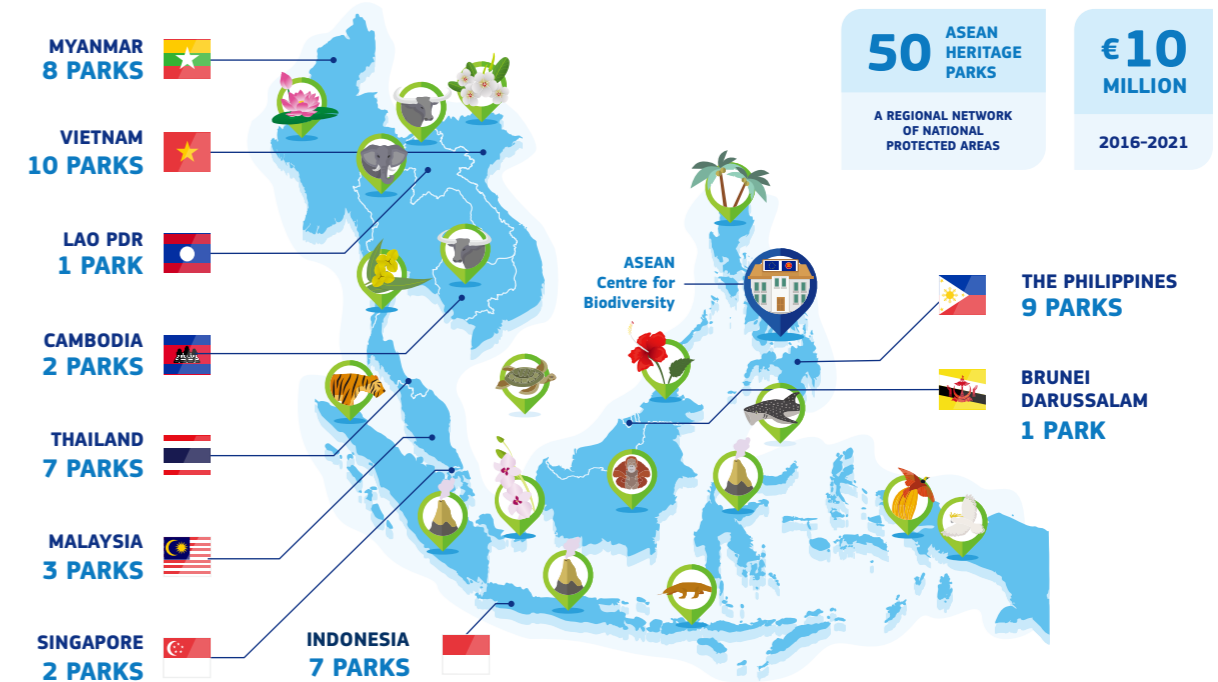 MYANMAR
8 PARKS
VIETNAM
10 PARKS
LAO PDR
1 PARK
CAMBODIA
2 PARKS
THAILAND
7 PARKS
MALAYSIA
3 PARKS
SINGAPORE
2 PARKS
INDONESIA
7 PARKS
ASEAN
Centre for
Biodiversity
50
ASEAN
HERITAGE
PARKS
A REGIONAL NETWORK
OF NATIONAL
PROTECTED AREAS
€10
MILLION
2016-2021
THE PHILIPPINES
9 PARKS
BRUNEI
DARUSSALAM
1 PARK